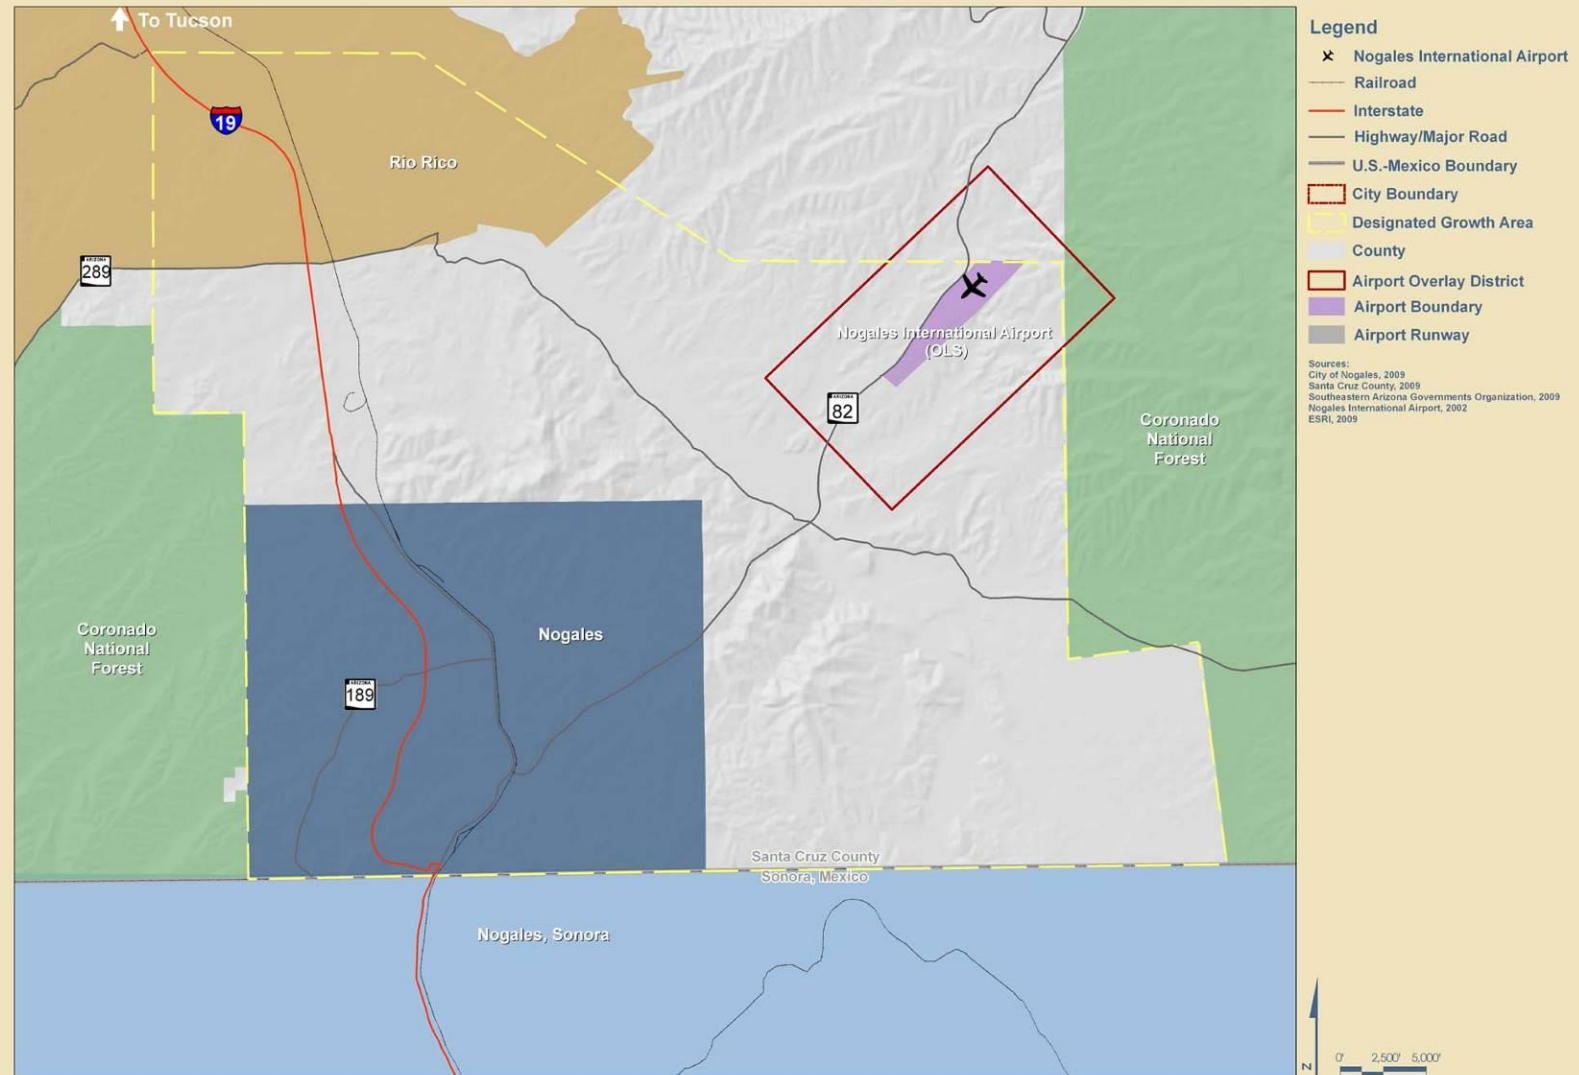 To Tucson
19
Rio Rico
ARIZONA
289
Nogales International Airport
(OLS)
ARIZONA
82
Coronado
National
Forest
Coronado
National
Forest
Nogales
ARIZONA
189
Santa Cruz County
Sonora, Mexico
Nogales, Sonora
Legend
Nogales International Airport
Railroad
Interstate
Highway/Major Road
U.S.-Mexico Boundary
City Boundary
Designated Growth Area
County
Airport Overlay District
Airport Boundary
Airport Runway
Sources:
City of Nogales, 2009
Santa Cruz County, 2009
Southeastern Arizona Governments Organization, 2009
Nogales International Airport, 2002
ESRI, 2009
N
0' 2,500' 5,000'